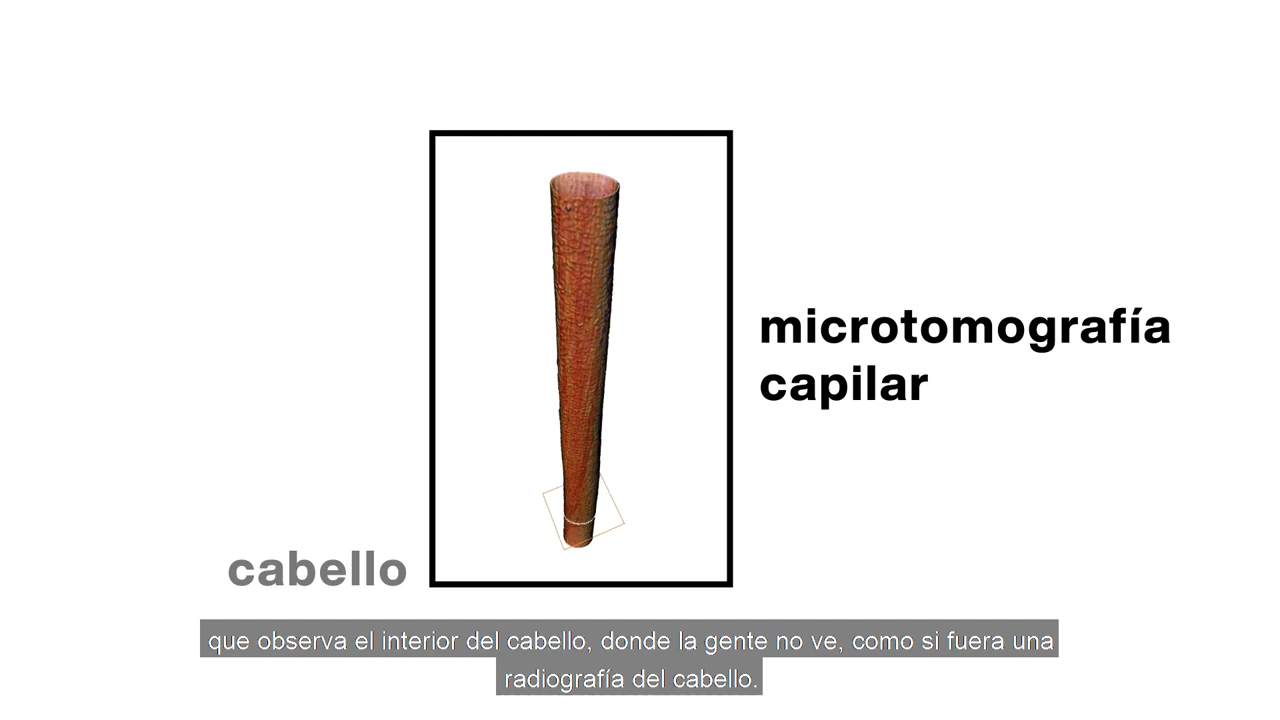 microtomografía
capilar
cabello
que observa el interior del cabello, donde la gente no ve, como si fuera una
radiografía del cabello.